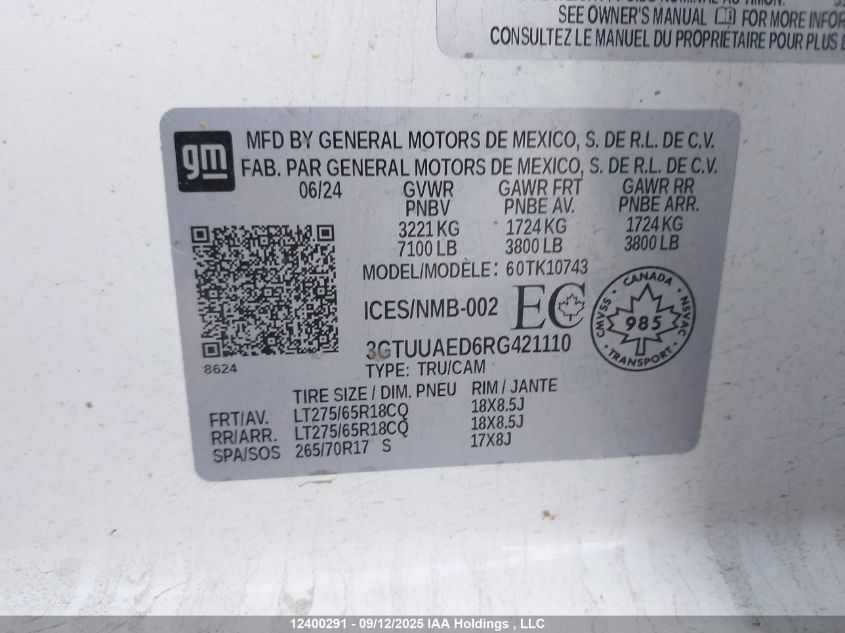 SEE OWNER'S MANUAL FOR MORE INFOR
CONSULTEZ LE MANUEL DU PROPRIÉTAIRE POUR PLUS D
gm
MFD BY GENERAL MOTORS DE MEXICO, S. DE R.L. DE C.V.
FAB. PAR GENERAL MOTORS DE MEXICO, S. DE R.L. DE C.V.
06/24 GVWR GAWR FRT GAWR RR
PNBV PNBE AV. PNBE ARR.
3221 KG 1724 KG 1724 KG
7100 LB 3800 LB 3800 LB
MODEL/MODÈLE: 60TK10743
ICES/NMB-002 EC
CANADA
CMVSS NSVAC
985
TRANSPORT
3GTUUAED6RG421110
8624
TYPE: TRU/CAM
TIRE SIZE / DIM. PNEU RIM / JANTE
FRT/AV. LT275/65R18CQ 18X8.5J
RR/ARR. LT275/65R18CQ 18X8.5J
SPA/SOS 265/70R17 S 17X8J
12400291 - 09/12/2025 IAA Holdings , LLC